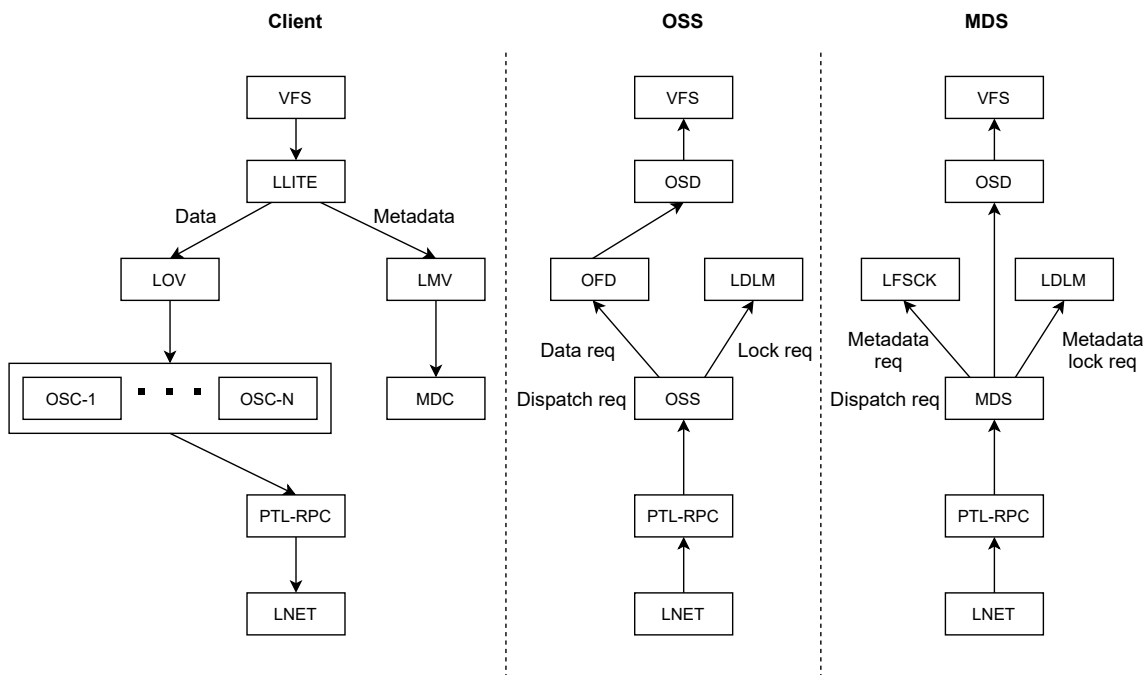 Client
VFS
LLITE
Data
Metadata
LOV
LMV
OSC-1
OSC-N
MDC
PTL-RPC
LNET
OSS
VFS
OSD
OFD
LDLM
Data req
Lock req
Dispatch req
OSS
PTL-RPC
LNET
MDS
VFS
OSD
LFSCK
LDLM
Metadata
req
Metadata
lock req
Dispatch req
MDS
PTL-RPC
LNET